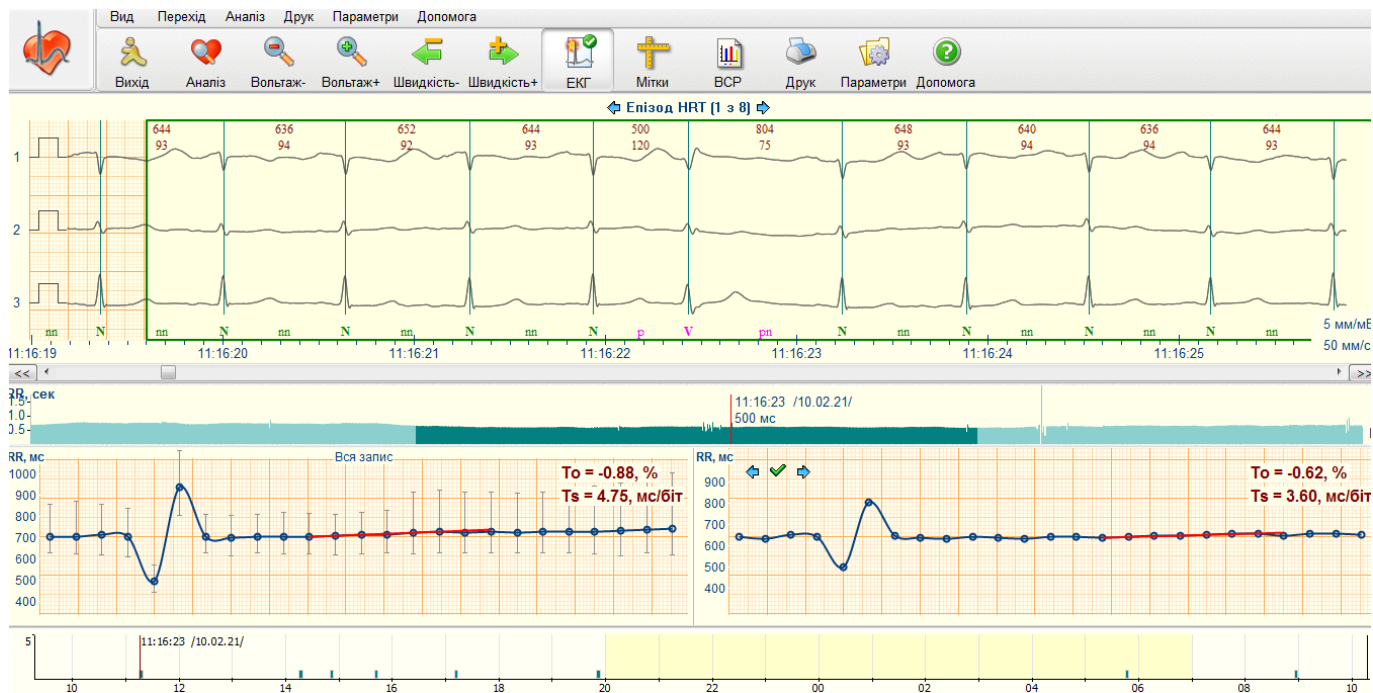 Вид Перехід Аналіз Друк Параметри Допомога
Вихід Аналіз Вольтаж- Вольтаж+ Швидкість- Швидкість+ ЕКГ Мітки ВСР Друк Параметри Допомога
Епізод HRT (1 з 8)
644 636 652 644 500 804 648 640 636 644
93 94 92 93 120 75 93 94 94 93
1
2
3
nn N nn N nn N nn N nn N p V pn N nn N nn N nn N nn
5 мм/мВ
11:16:19 11:16:20 11:16:21 11:16:22 11:16:23 11:16:24 11:16:25 50 мм/с
<< >>
RR, сек
1.5
1.0
0.5
11:16:23 /10.02.21/
500 мс
RR, мс Вся запис
To = -0.88, %
Ts = 4.75, мс/біт
1000
900
800
700
600
500
400
RR, мс
To = -0.62, %
Ts = 3.60, мс/біт
900
800
700
600
500
400
5 11:16:23 /10.02.21/
10 12 14 16 18 20 22 00 02 04 06 08 10